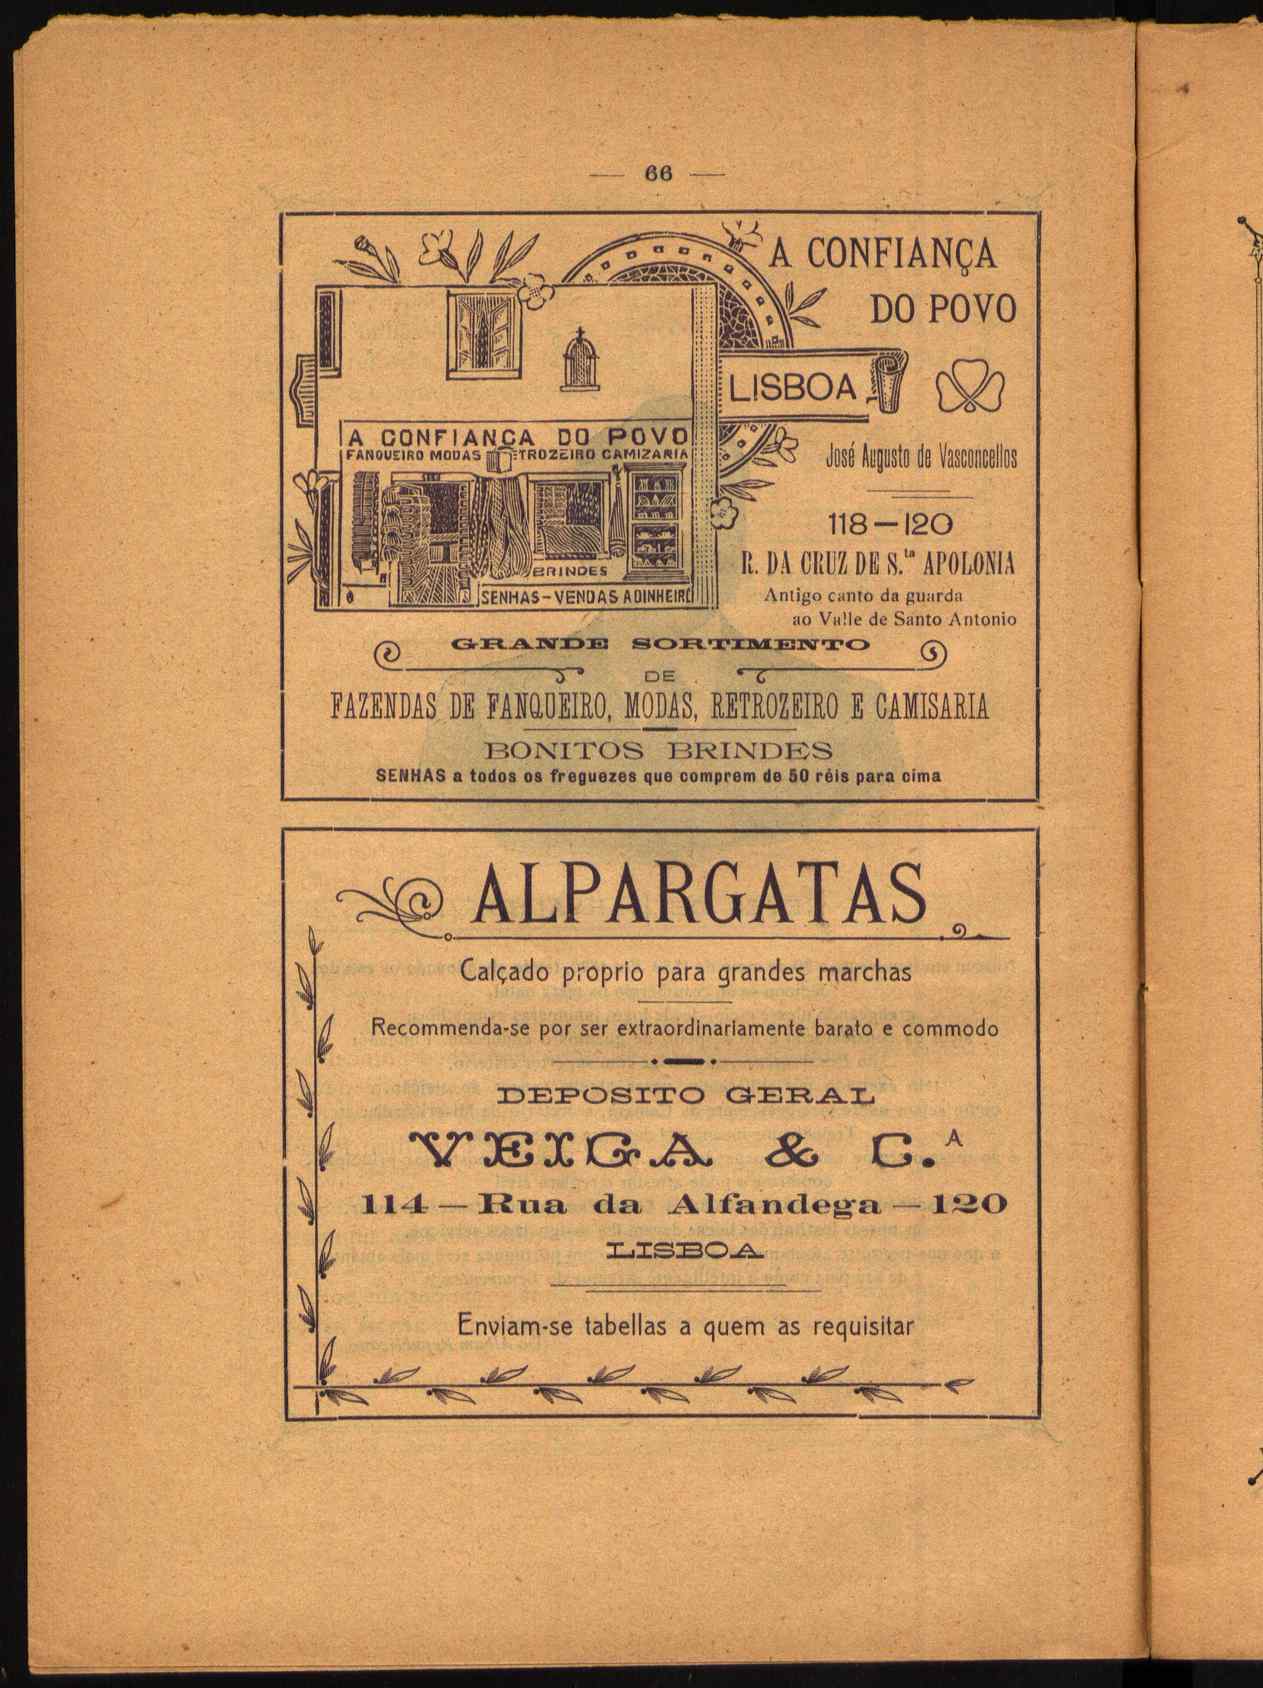 — 66 —
A CONFIANÇA
DO POVO
LISBOA
A CONFIANÇA DO POVO
FANQUEIRO MODAS ETROZEIRO CAMIZARIA
BRINDES
SENHAS-VENDAS A DINHEIRO
José Augusto de Vasconcellos
118—120
R. DA CRUZ DE S.ta APOLONIA
Antigo canto da guarda
ao Valle de Santo Antonio
GRANDE SORTIMENTO
DE
FAZENDAS DE FANQUEIRO, MODAS, RETROZEIRO E CAMISARIA
BONITOS BRINDES
SENHAS a todos os freguezes que comprem de 50 réis para cima
ALPARGATAS
Calçado proprio para grandes marchas
Recommenda-se por ser extraordinariamente barato e commodo
DEPOSITO GERAL
VEIGA & C.A
114—Rua da Alfandega—120
LISBOA
Enviam-se tabellas a quem as requisitar